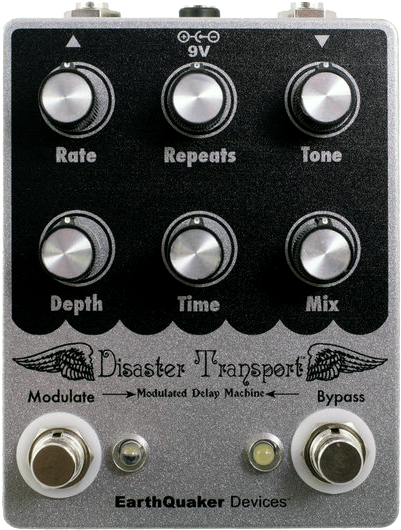 9V
Rate Repeats Tone
Depth Time Mix
Disaster Transport
Modulate Modulated Delay Machine Bypass
EarthQuaker Devices